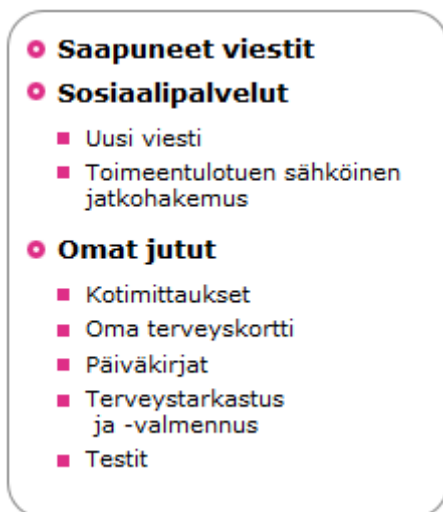 Saapuneet viestit
Sosiaalipalvelut
Uusi viesti
Toimeentulotuen sähköinen
jatkohakemus
Omat jutut
Kotimittaukset
Oma terveyskortti
Päiväkirjat
Terveystarkastus
ja -valmennus
Testit